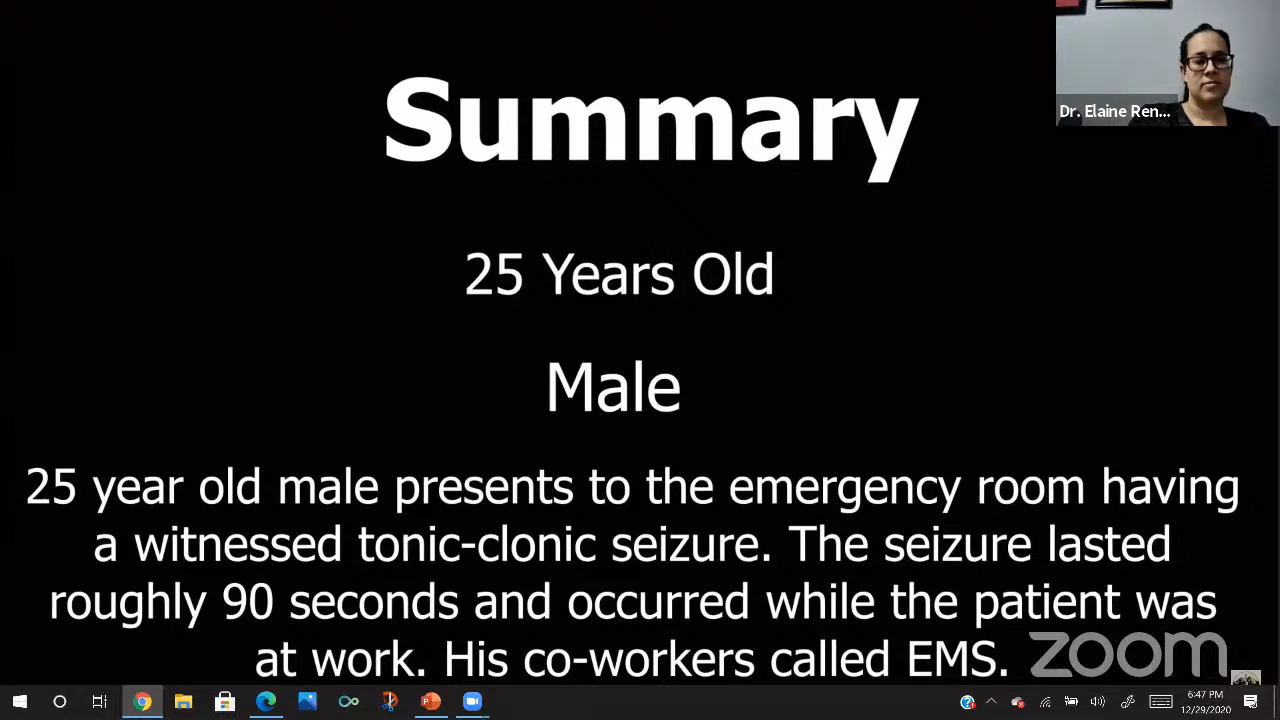 Dr. Elaine Ren...
Summary
25 Years Old
Male
25 year old male presents to the emergency room having
a witnessed tonic-clonic seizure. The seizure lasted
roughly 90 seconds and occurred while the patient was
at work. His co-workers called EMS.
zoom
6:47 PM
12/29/2020